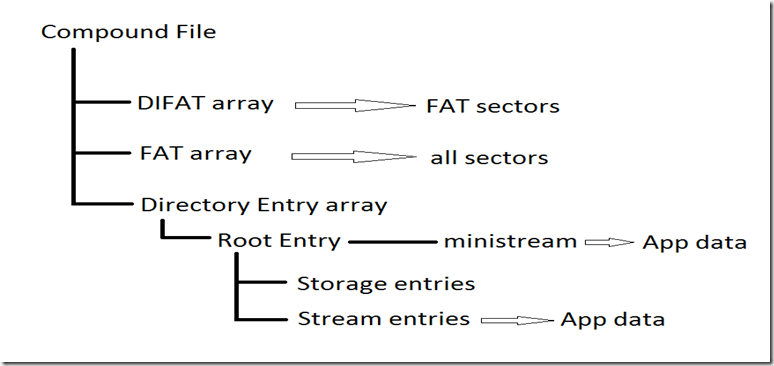 Compound File
DIFAT array FAT sectors
FAT array all sectors
Directory Entry array
Root Entry ministream App data
Storage entries
Stream entries App data